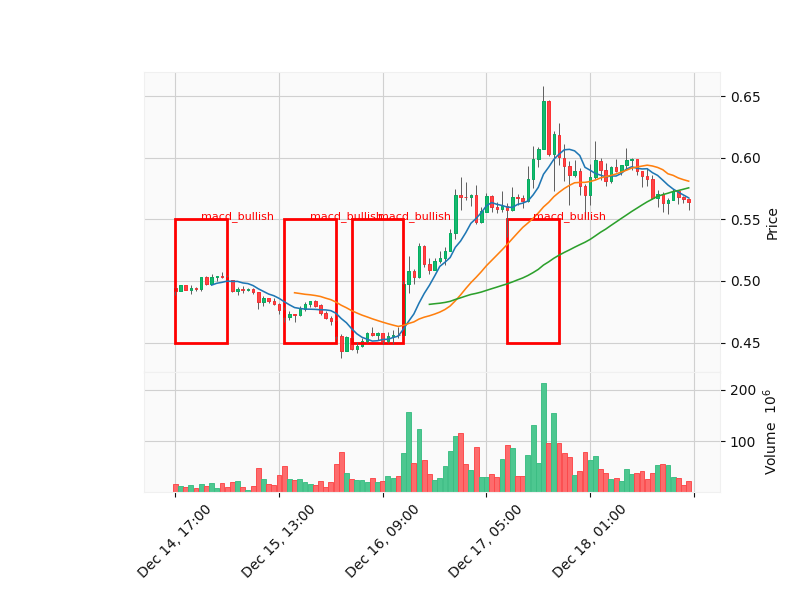 0.65
0.60
0.55
0.50
0.45
Price
macd_bullish
macd_bullish
macd_bullish
macd_bullish
200
100
Volume 10^6
Dec 14, 17:00
Dec 15, 13:00
Dec 16, 09:00
Dec 17, 05:00
Dec 18, 01:00